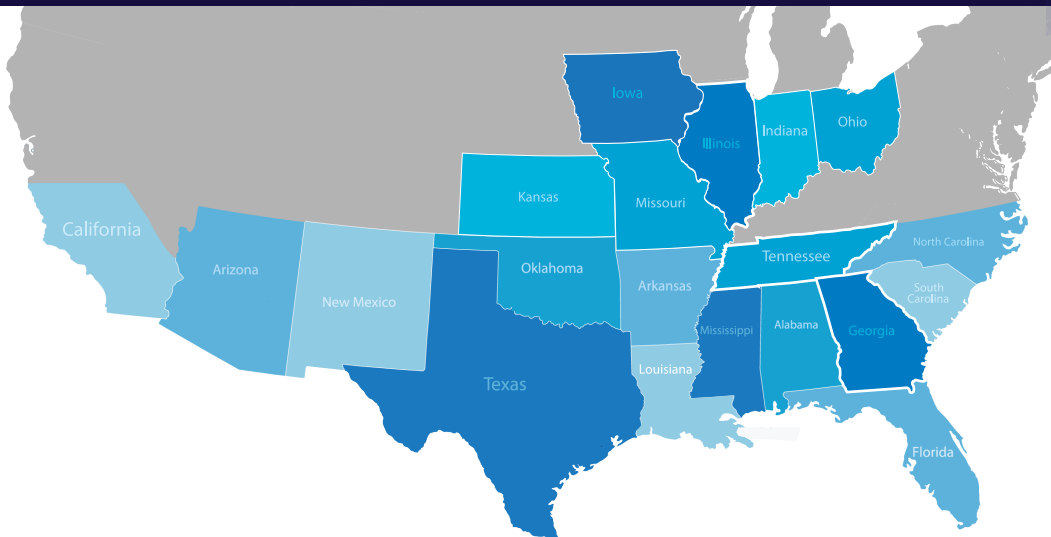 Iowa
Illinois
Indiana
Ohio
Kansas
Missouri
California
Arizona
New Mexico
Oklahoma
Arkansas
Tennessee
North Carolina
South
Carolina
Mississippi
Alabama
Georgia
Louisiana
Texas
Florida